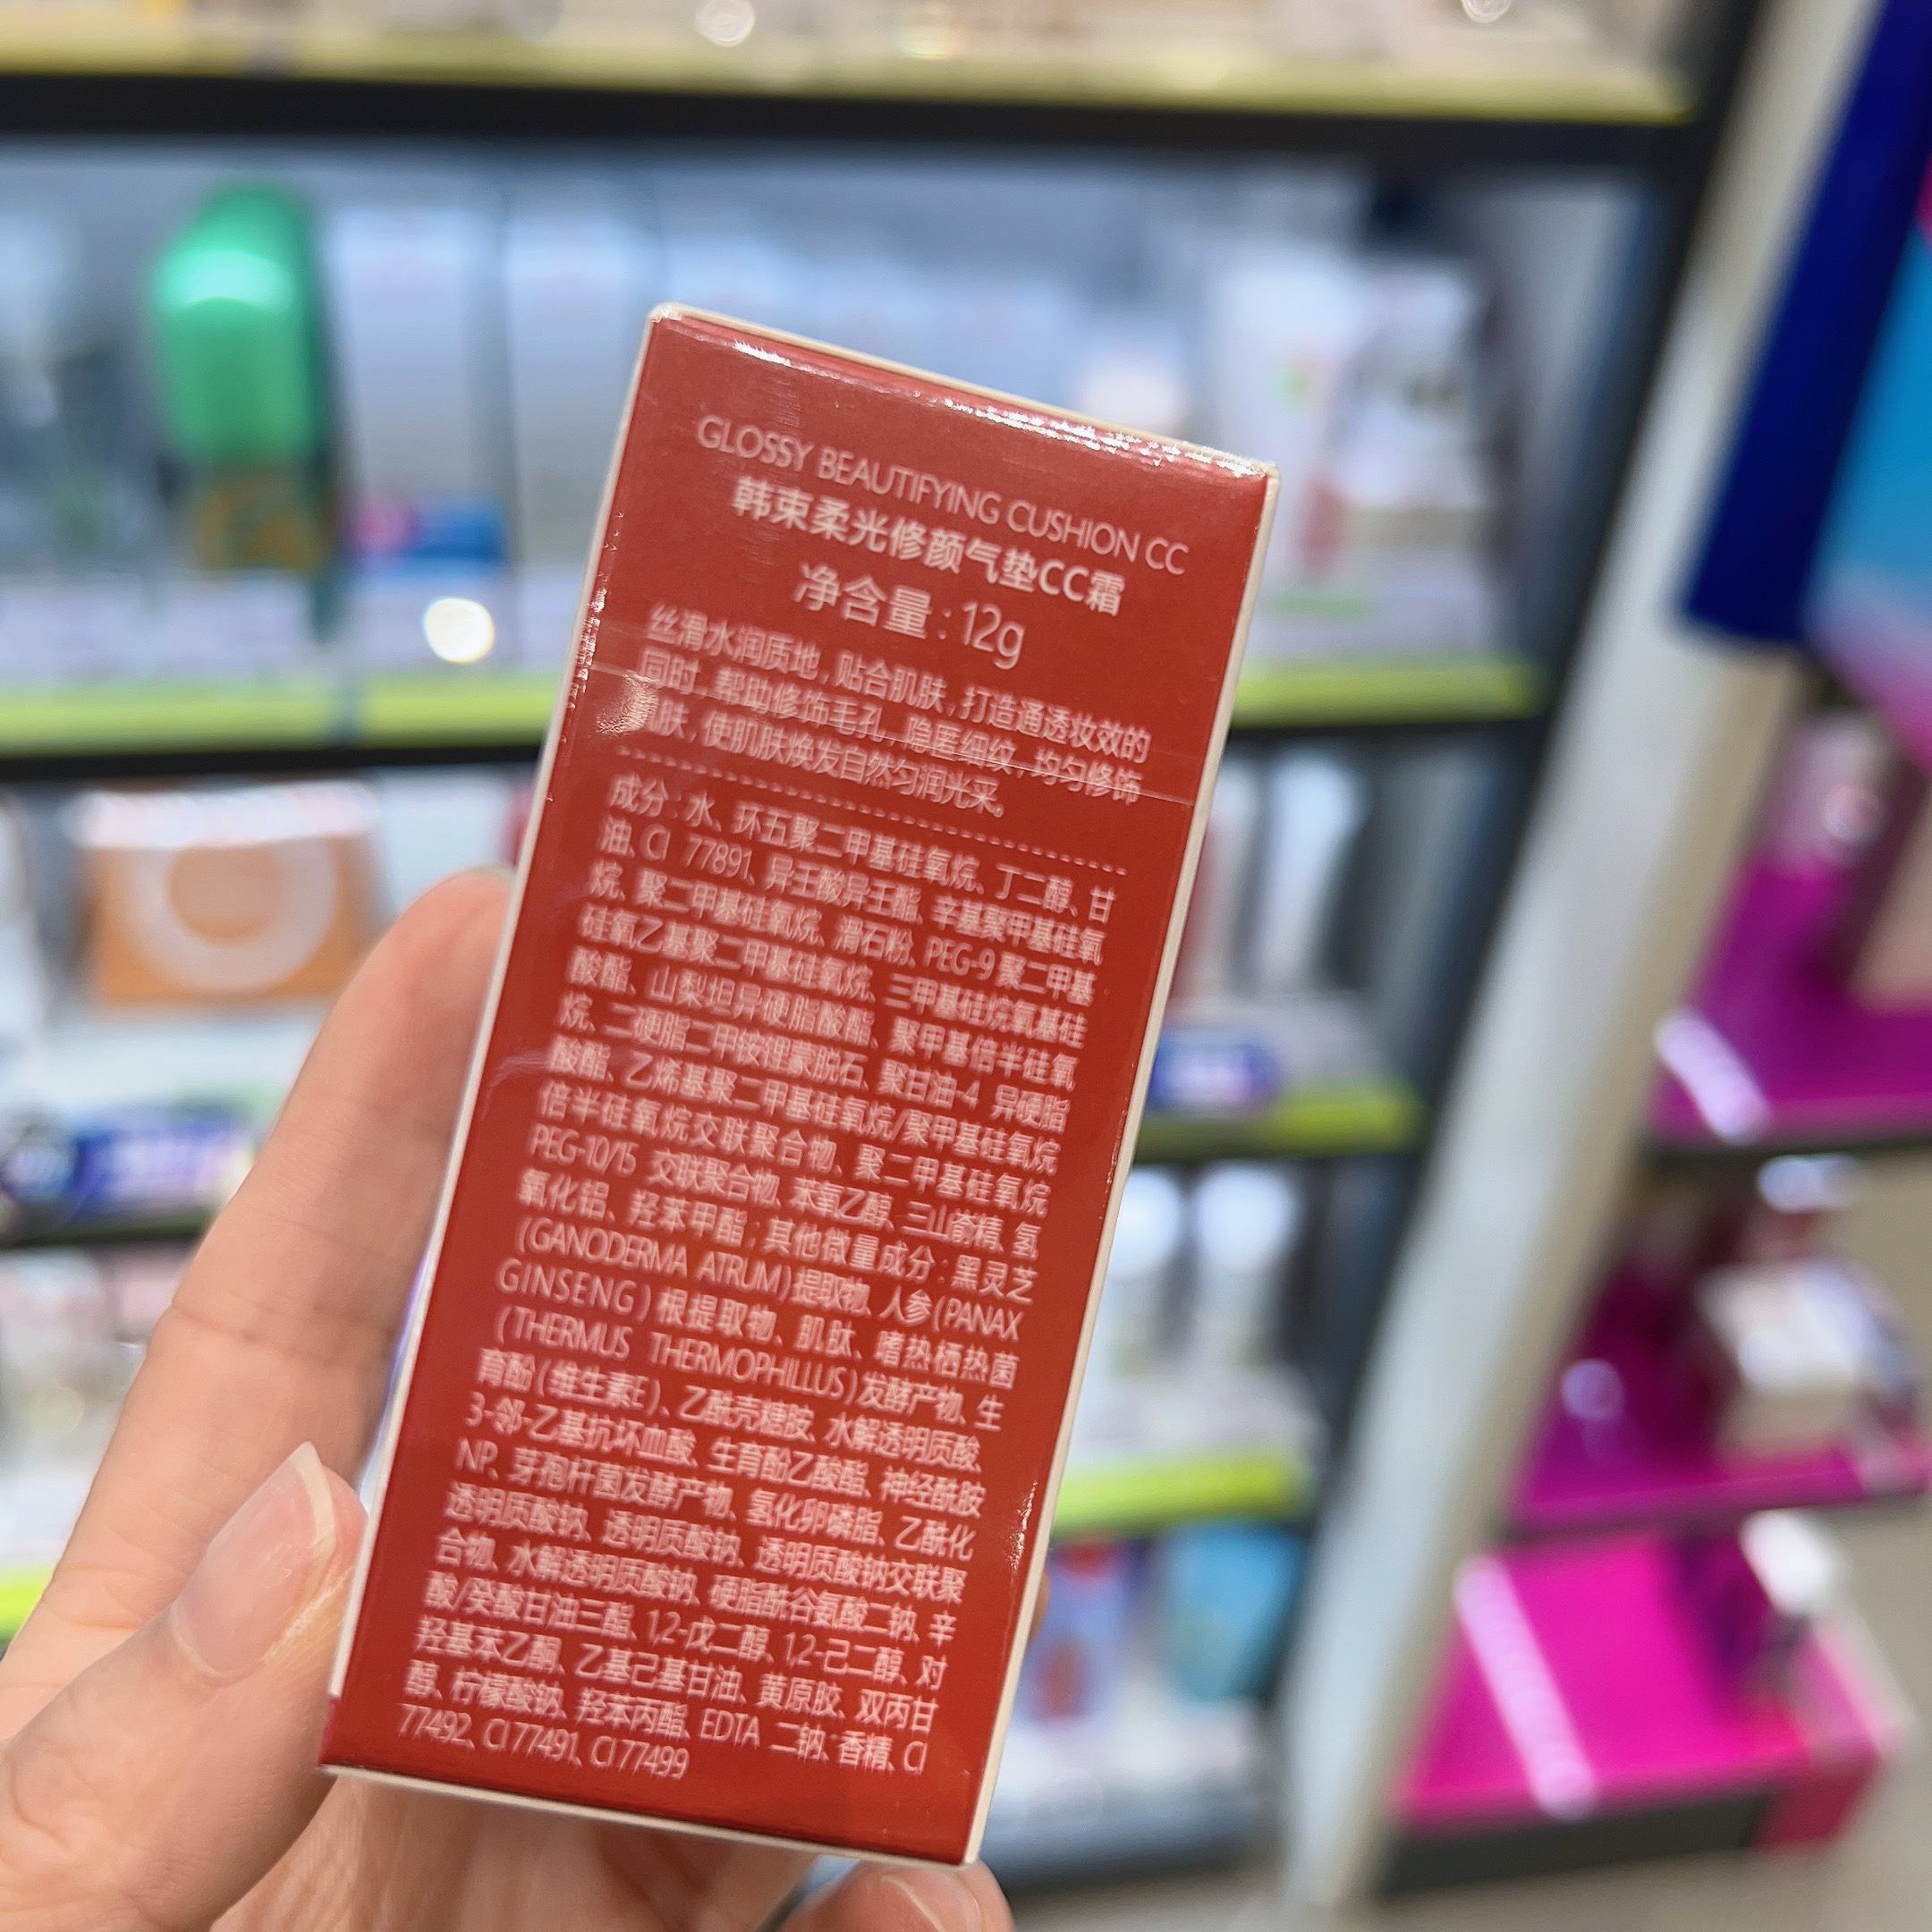 GLOSSY BEAUTIFYING CUSHION CC
韩束柔光修颜气垫CC霜
净含量:12g
丝滑水润质地,贴合肌肤,打造通透妆效的
同时,帮助修饰毛孔,隐匿细纹,均匀修饰
肌肤,使肌肤焕发自然匀润光采。
成分:水、环五聚二甲基硅氧烷、丁二醇、甘
油、CI 77891、异壬酸异壬酯、辛基聚甲基硅氧
烷、聚二甲基硅氧烷、滑石粉、PEG-9聚二甲基
硅氧乙基聚二甲基硅氧烷、三甲基硅烷氧基硅
酸酯、山梨坦异硬脂酸酯、聚甲基倍半硅氧
烷、二硬脂二甲铵锂蒙脱石、聚甘油-4 异硬脂
酸酯、乙烯基聚二甲基硅氧烷/聚甲基硅氧烷
倍半硅氧烷交联聚合物、聚二甲基硅氧烷
PEG-10/15 交联聚合物、苯氧乙醇、三山嵛精、氢
氧化铝、羟苯甲酯;其他微量成分:黑灵芝
(GANODERMA ATRUM)提取物、人参(PANAX
GINSENG)根提取物、肌肽、嗜热栖热菌
(THERMUS THERMOPHILLUS)发酵产物、生
育酚(维生素E)、乙酰壳糖胺、水解透明质酸、
3-邻-乙基抗坏血酸、生育酚乙酸酯、神经酰胺
NP、芽孢杆菌发酵产物、氢化卵磷脂、乙酰化
透明质酸钠、透明质酸钠、透明质酸钠交联聚
合物、水解透明质酸钠、硬脂酰谷氨酸二钠、辛
酸/癸酸甘油三酯、1,2-戊二醇、1,2-己二醇、对
羟基苯乙酮、乙基己基甘油、黄原胶、双丙甘
醇、柠檬酸钠、羟苯丙酯、EDTA 二钠、香精、CI
77492、CI 77491、CI 77499